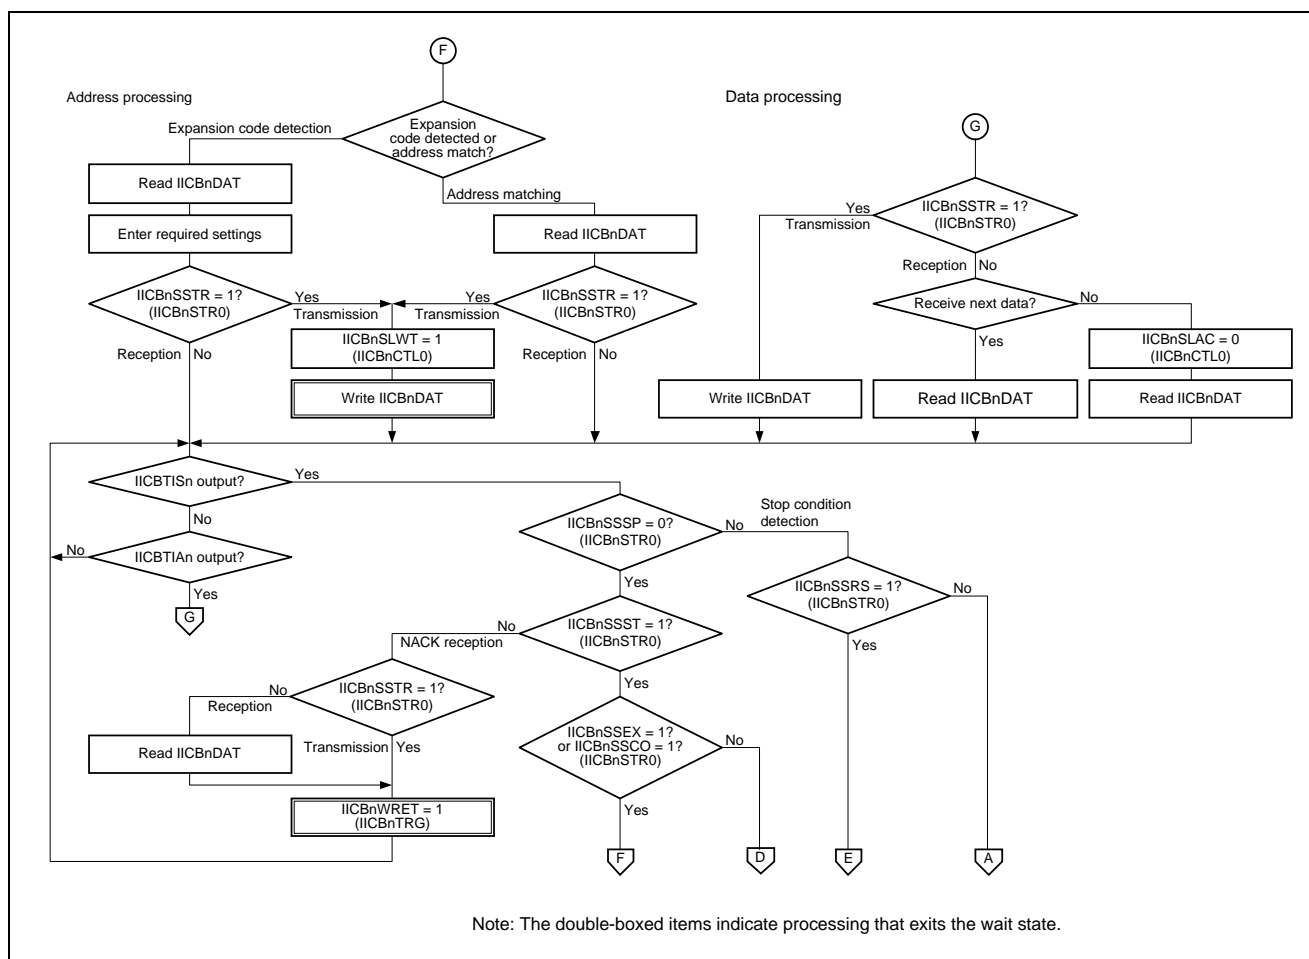 F
Address processing
Data processing
Expansion code detection
Expansion
code detected or
address match?
G
Read IICBnDAT
Address matching
Yes
Transmission
IICBnSSTR = 1?
(IICBnSTR0)
Enter required settings
Read IICBnDAT
Reception
No
IICBnSSTR = 1?
(IICBnSTR0)
Yes
Transmission
Yes
Transmission
IICBnSSTR = 1?
(IICBnSTR0)
Receive next data?
No
Reception
No
IICBnSLWT = 1
(IICBnCTL0)
Reception
No
Yes
IICBnSLAC = 0
(IICBnCTL0)
Write IICBnDAT
Write IICBnDAT
Read IICBnDAT
Read IICBnDAT
IICBTISn output?
Yes
No
IICBnSSSP = 0?
(IICBnSTR0)
No
Stop condition
detection
No
IICBTIAn output?
Yes
Yes
IICBnSSRS = 1?
(IICBnSTR0)
No
G
No
NACK reception
IICBnSSST = 1?
(IICBnSTR0)
Yes
No
Reception
IICBnSSTR = 1?
(IICBnSTR0)
Yes
Read IICBnDAT
Transmission
Yes
IICBnSSEX = 1?
or IICBnSSCO = 1?
(IICBnSTR0)
No
IICBnWRET = 1
(IICBnTRG)
Yes
F
D
E
A
Note: The double-boxed items indicate processing that exits the wait state.